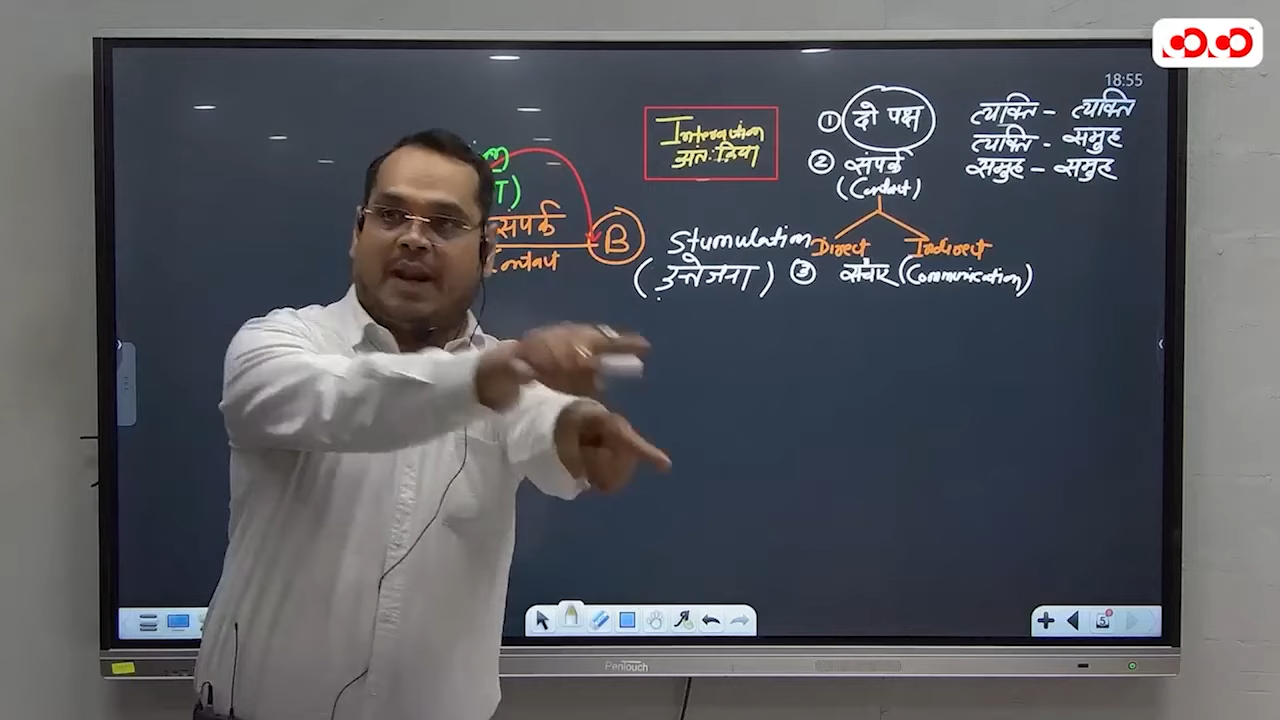 18:55
Interaction
अंतःक्रिया
① दो पक्ष
व्यक्ति - व्यक्ति
व्यक्ति - समुह
समुह - समुह
② संपर्क
(Contact)
Direct Indirect
T)
संपर्क
Contact
B
Stumulation
(उत्तेजना)
③ संचार (Communication)
5
PenTouch